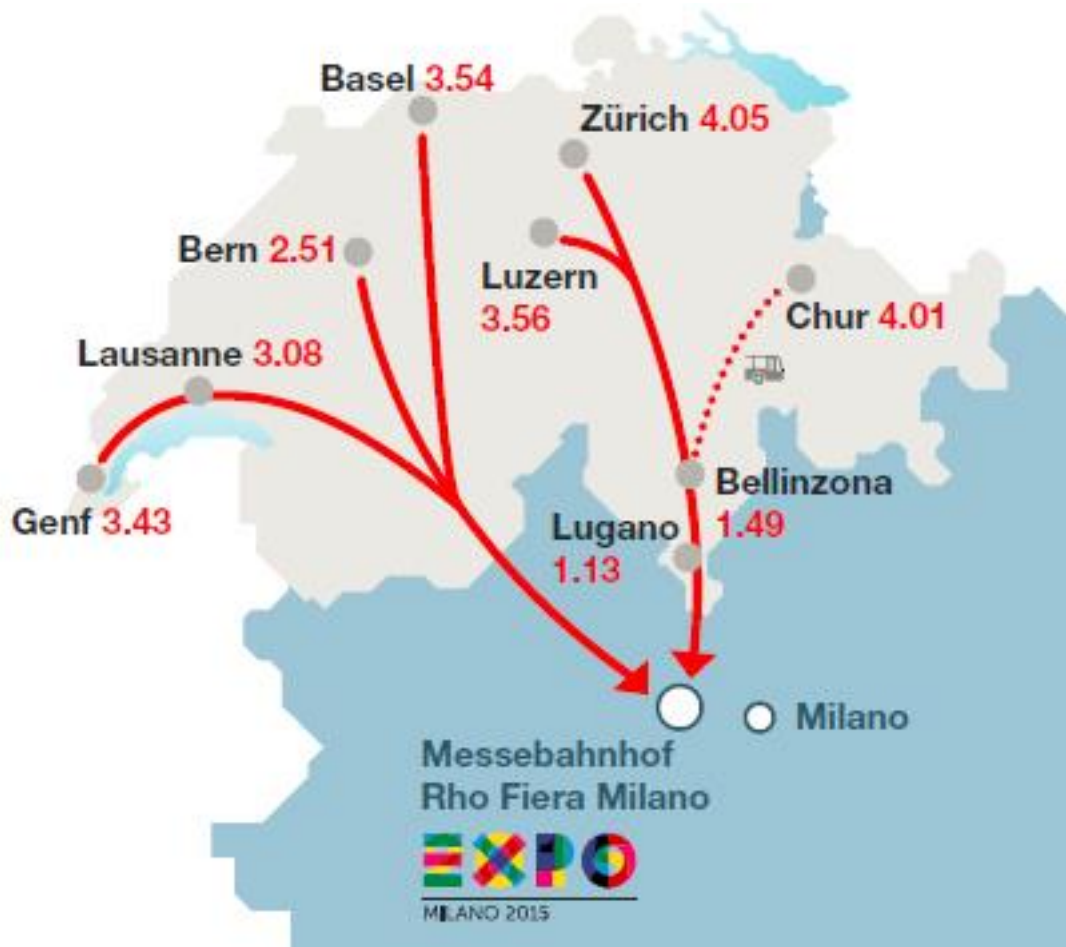 Basel 3.54
Zürich 4.05
Bern 2.51
Luzern
3.56
Chur 4.01
Lausanne 3.08
Genf 3.43
Bellinzona
1.49
Lugano
1.13
Milano
Messebahnhof
Rho Fiera Milano
EXPO
MILANO 2015